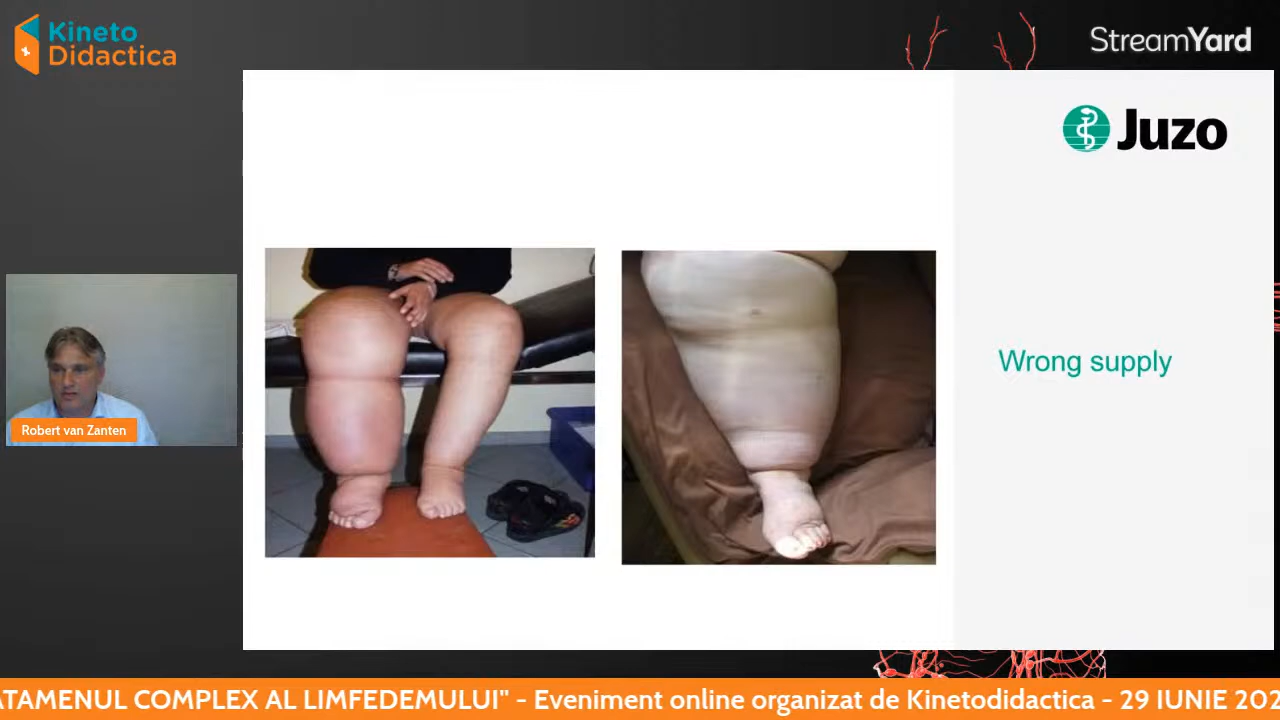 Kineto
Didactica
StreamYard
Juzo
Wrong supply
Robert van Zanten
ATAMENUL COMPLEX AL LIMFEDEMULUI" - Eveniment online organizat de Kinetodidactica - 29 IUNIE 202